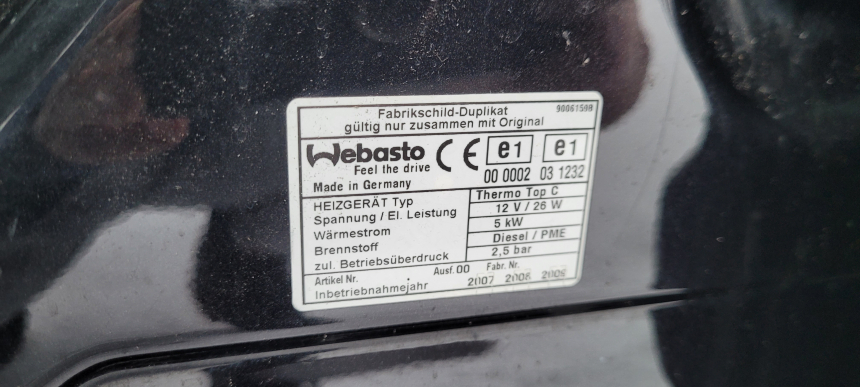 Fabrikschild-Duplikat
gültig nur zusammen mit Original
Webasto
Feel the drive
CE
e1
e1
00 0002
03 1232
Made in Germany
HEIZGERÄT Typ Thermo Top C
Spannung / El. Leistung 12 V / 26 W
Wärmestrom 5 kW
Brennstoff Diesel / PME
zul. Betriebsüberdruck 2,5 bar
Artikel Nr. Ausf. 00 Fabr. Nr.
Inbetriebnahmejahr 2007 2008 2009